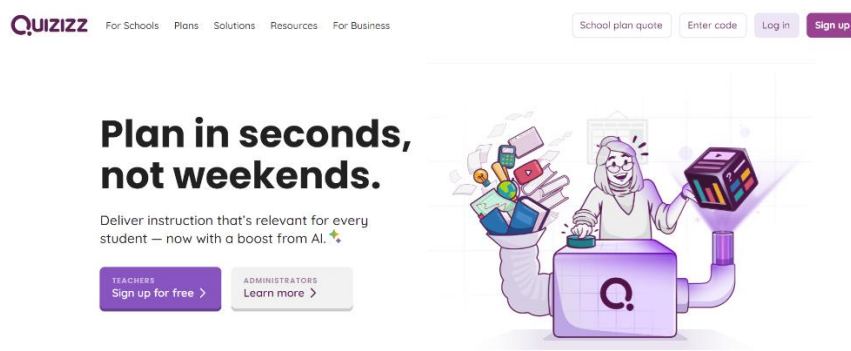 QUIZIZZ
For Schools
Plans
Solutions
Resources
For Business
School plan quote
Enter code
Log in
Sign up
Plan in seconds,
not weekends.
Deliver instruction that's relevant for every
student — now with a boost from AI.
TEACHERS
Sign up for free >
ADMINISTRATORS
Learn more >
Q
?